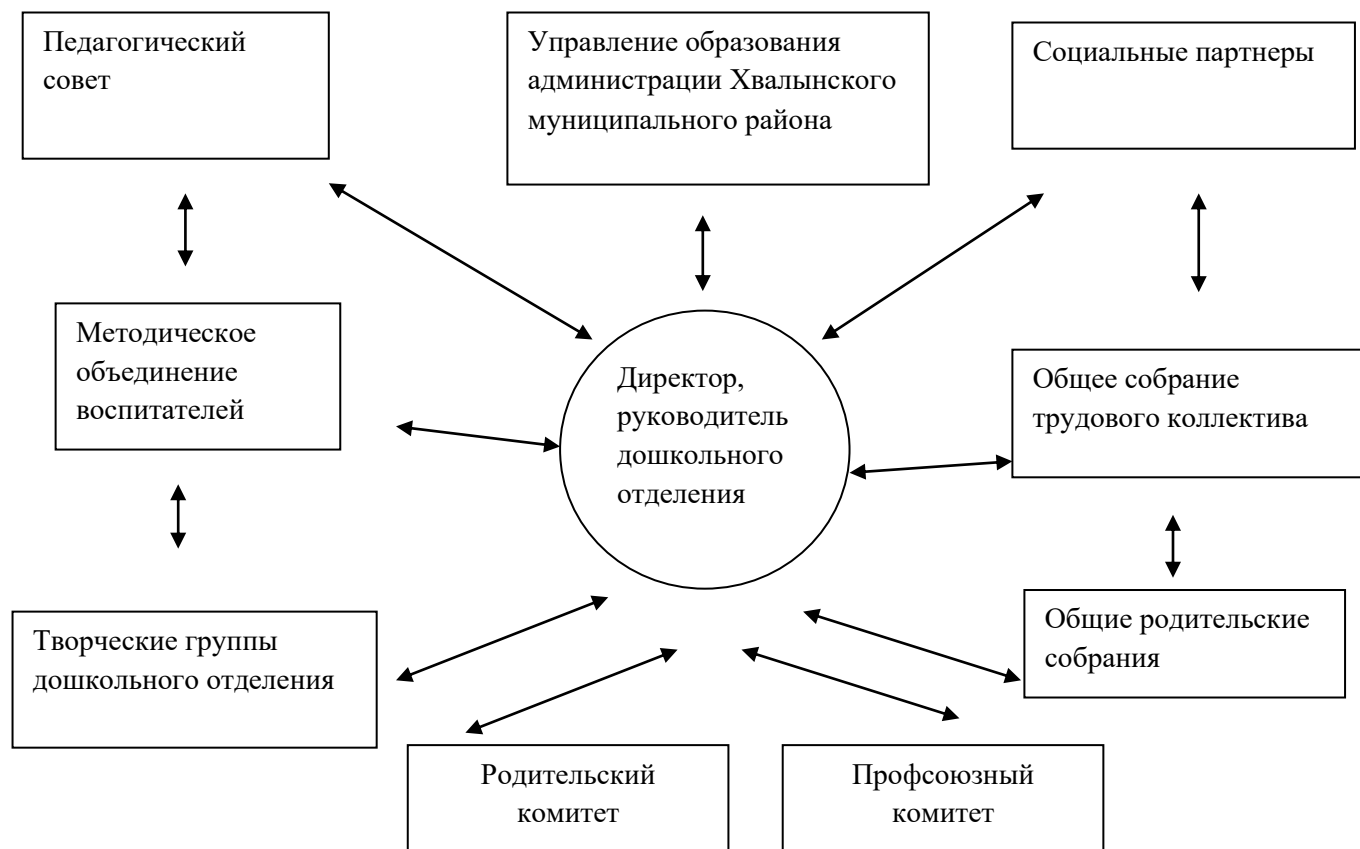 Педагогический
совет
Управление образования
администрации Хвалынского
муниципального района
Социальные партнеры
Методическое
объединение
воспитателей
Директор,
руководитель
дошкольного
отделения
Общее собрание
трудового коллектива
Творческие группы
дошкольного отделения
Общие родительские
собрания
Родительский
комитет
Профсоюзный
комитет